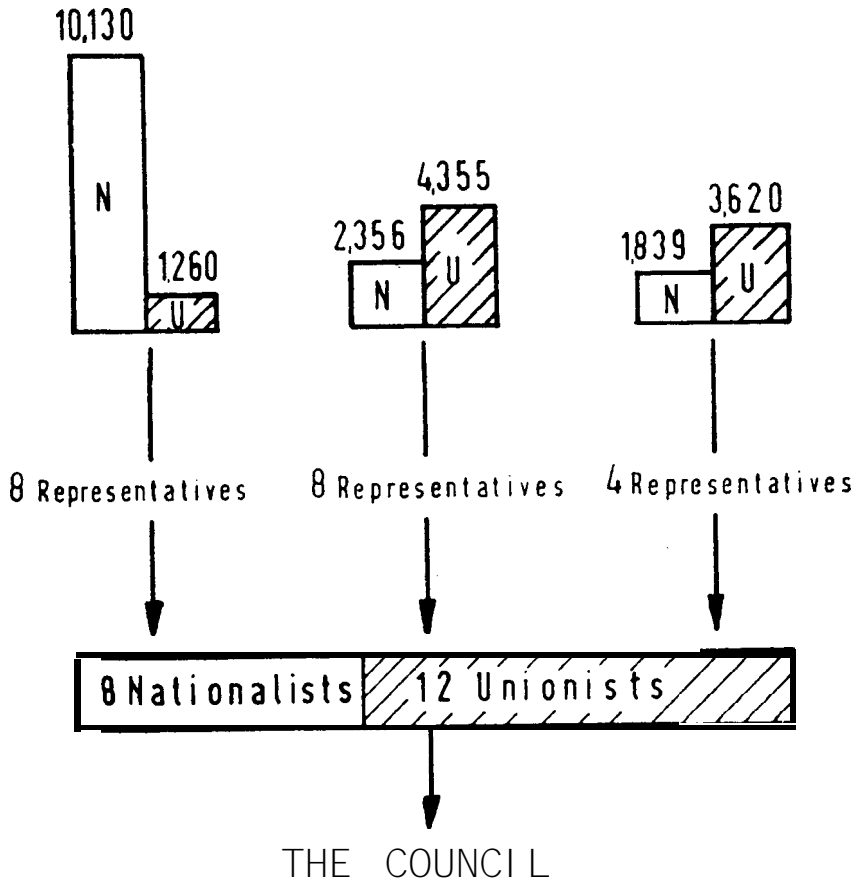 10,130
N
1,260
U
2,356
N
4,355
U
1,839
N
3,620
U
8 Representatives
8 Representatives
4 Representatives
8 Nationalists
12 Unionists
THE COUNCIL